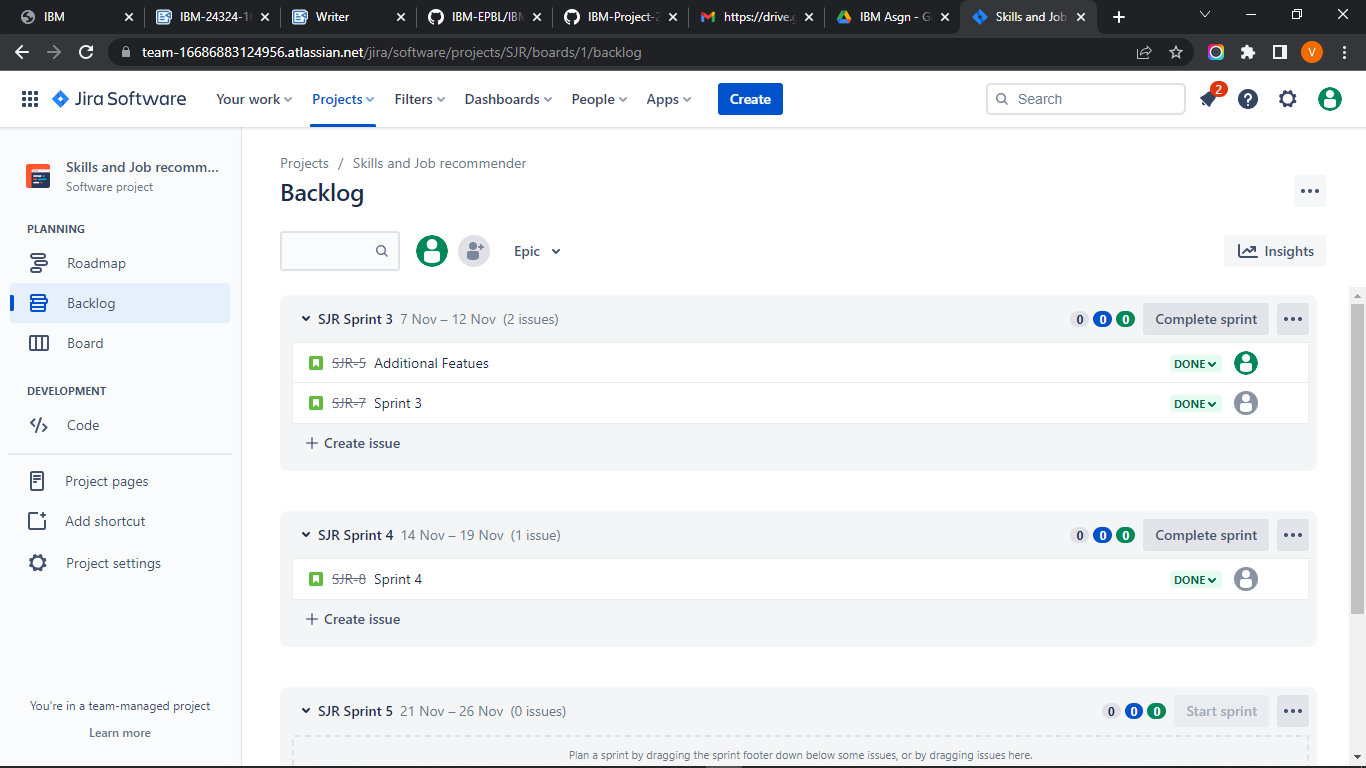 IBM
IBM-24324-16
Writer
IBM-EPBL/IBM
IBM-Project-2
https://drive.g
IBM Asgn - G
Skills and Job
team-16686883124956.atlassian.net/jira/software/projects/SJR/boards/1/backlog
V
Jira Software
Your work
Projects
Filters
Dashboards
People
Apps
Create
Search
2
Skills and Job recomm...
Software project
PLANNING
Roadmap
Backlog
Board
DEVELOPMENT
Code
Project pages
Add shortcut
Project settings
You're in a team-managed project
Learn more
Projects / Skills and Job recommender
Backlog
Epic
Insights
SJR Sprint 3 7 Nov – 12 Nov (2 issues) 0 0 0 Complete sprint
SJR-5 Additional Featues DONE
SJR-7 Sprint 3 DONE
+ Create issue
SJR Sprint 4 14 Nov – 19 Nov (1 issue) 0 0 0 Complete sprint
SJR-8 Sprint 4 DONE
+ Create issue
SJR Sprint 5 21 Nov – 26 Nov (0 issues) 0 0 0 Start sprint
Plan a sprint by dragging the sprint footer down below some issues, or by dragging issues here.